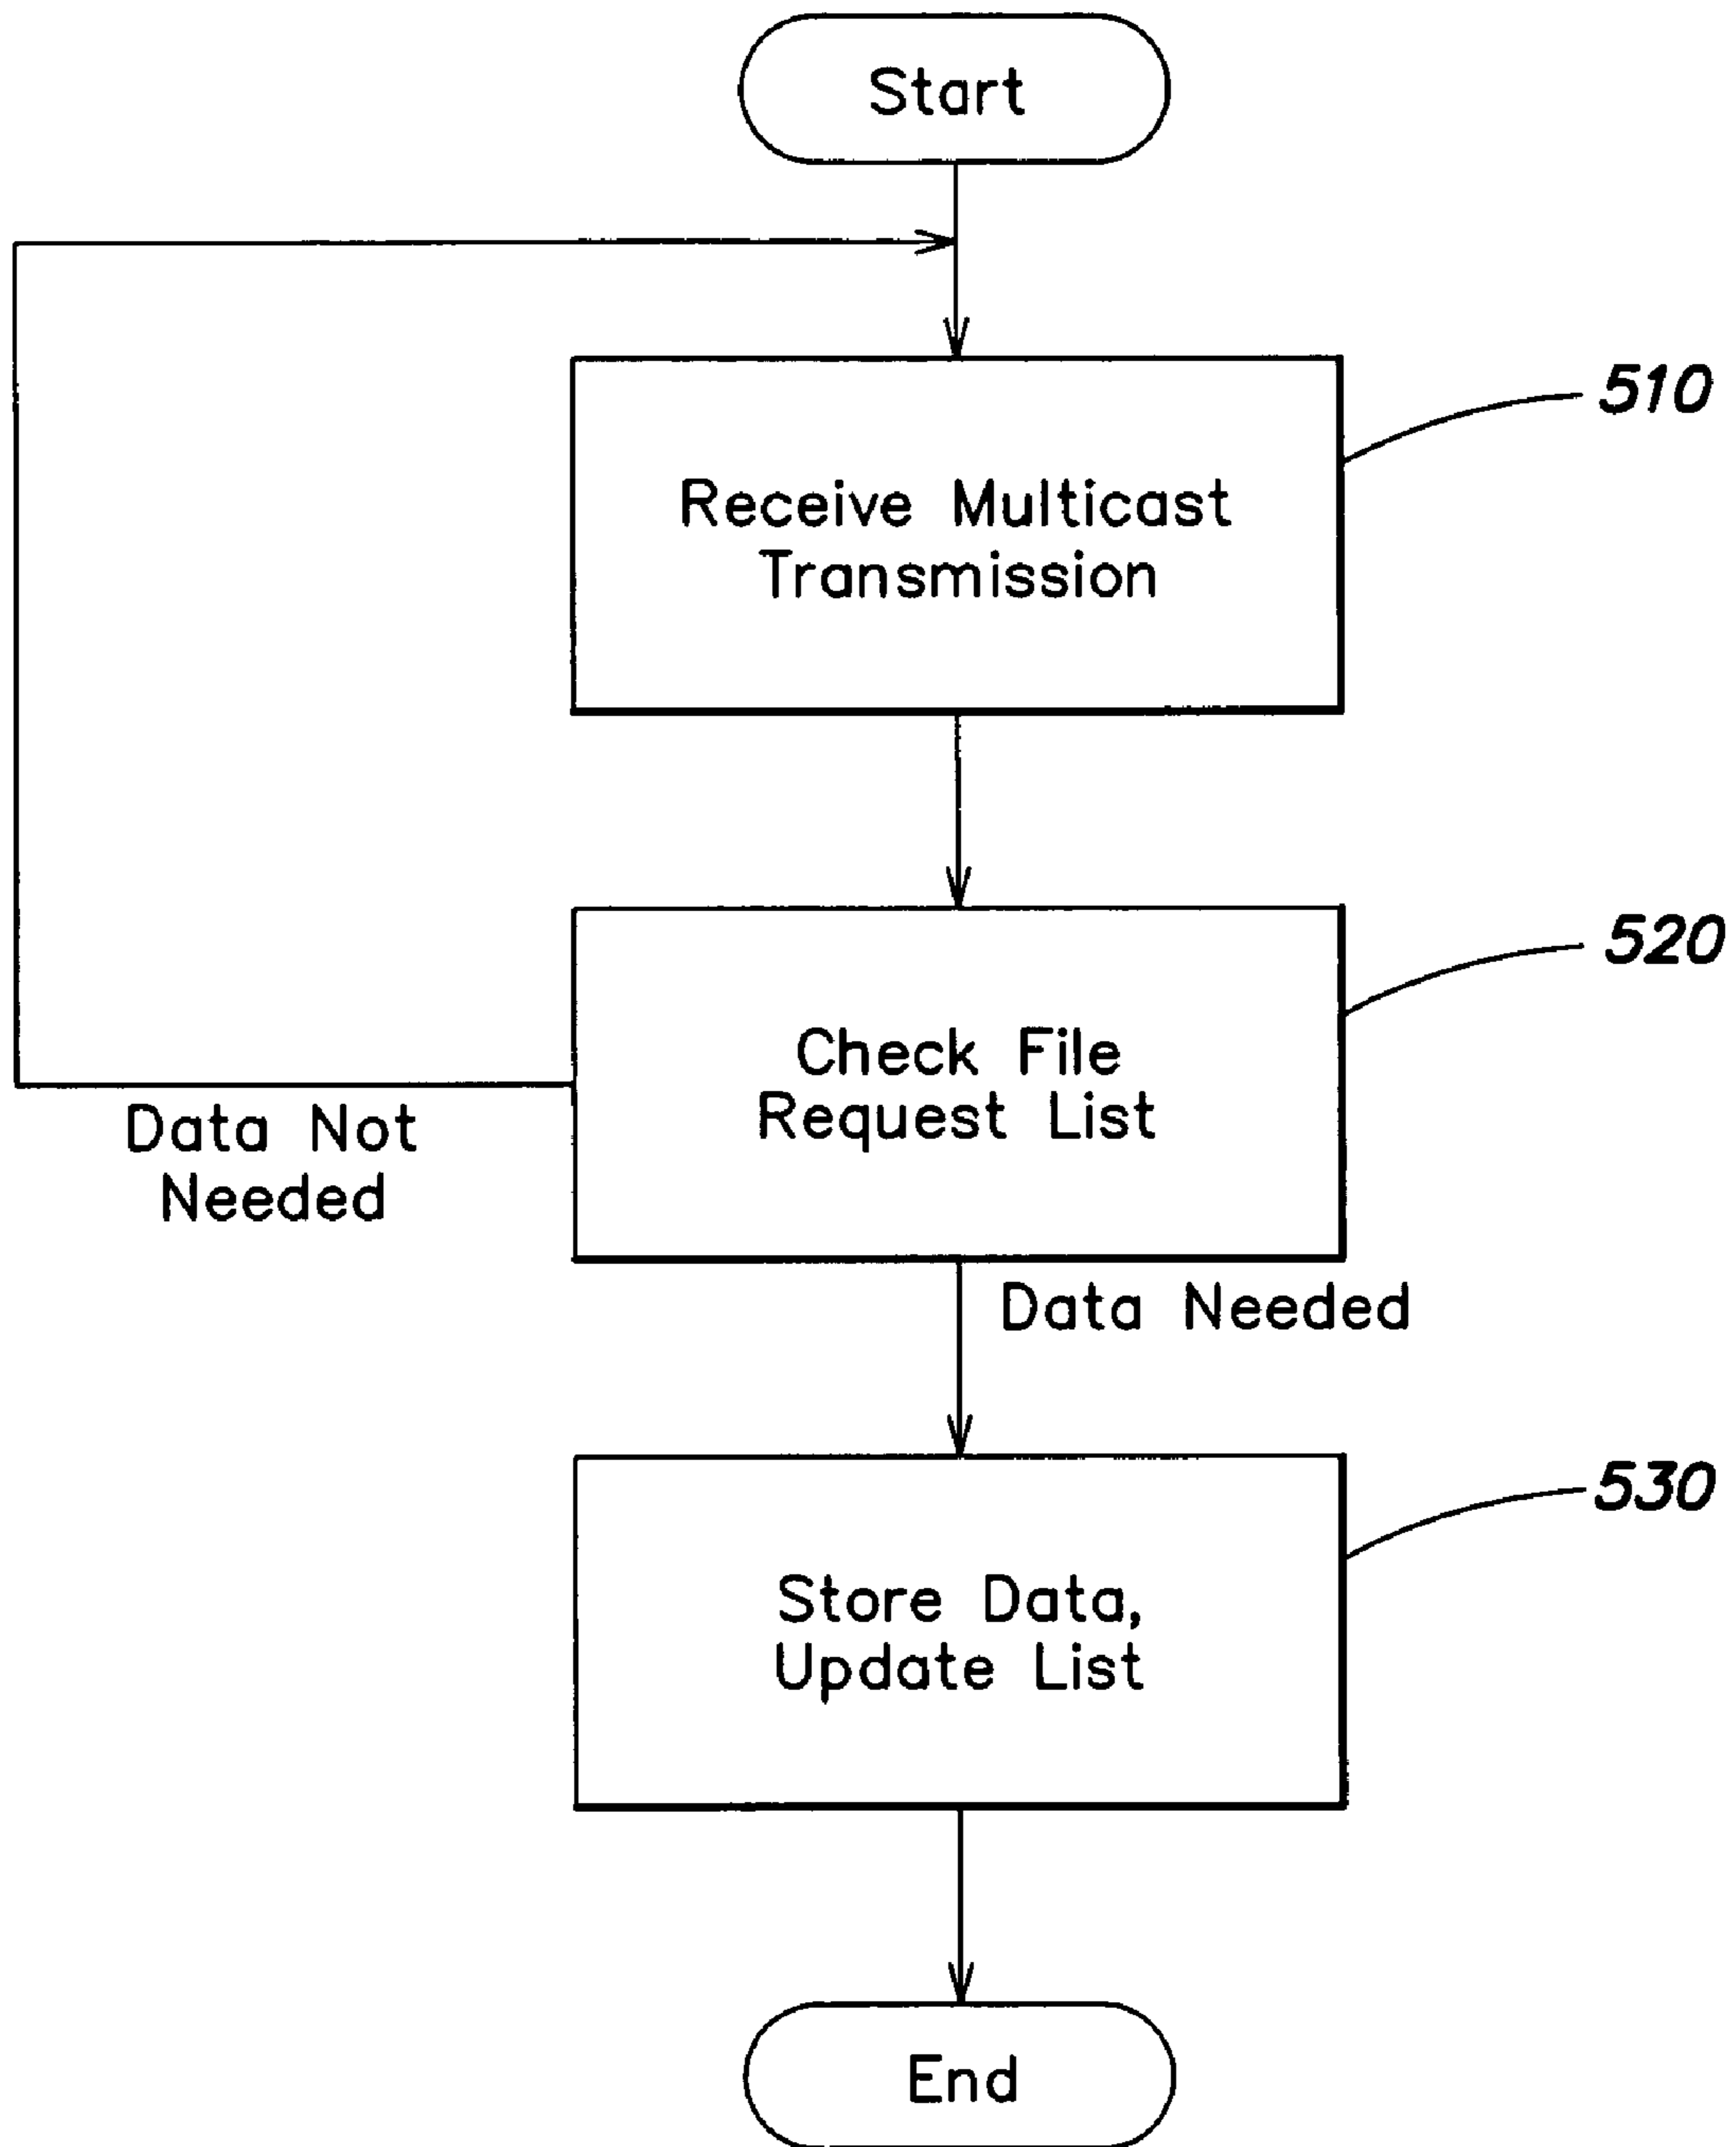 Start
510
Receive Multicast
Transmission
520
Check File
Request List
Data Not
Needed
Data Needed
530
Store Data,
Update List
End